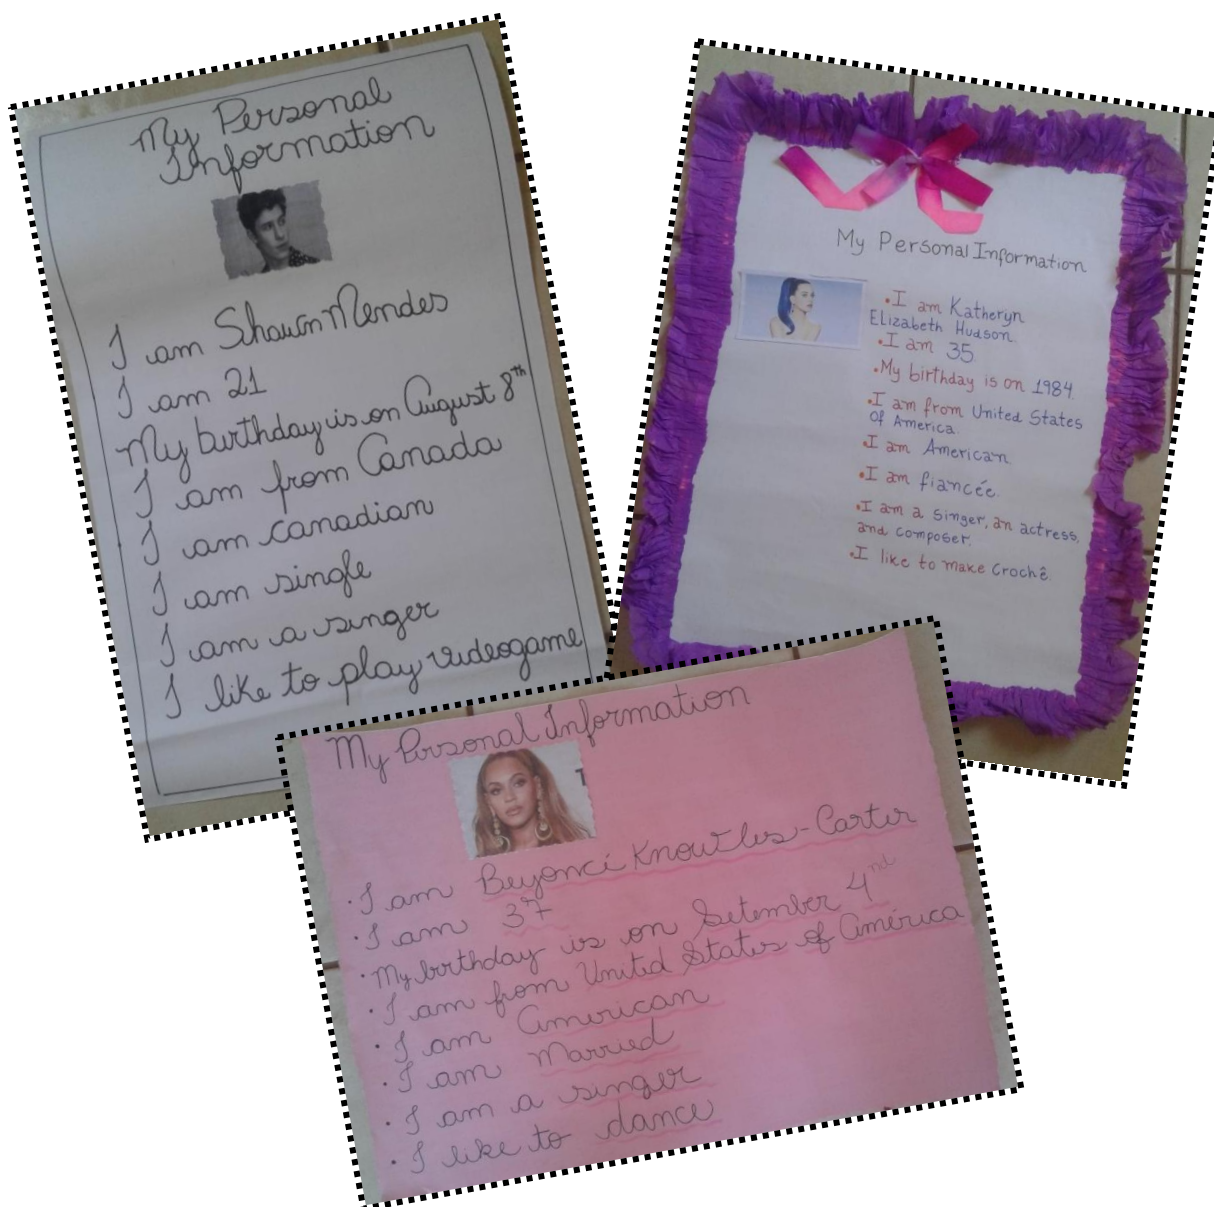 My Personal
Information
I am Shawn Mendes
I am 21
My birthday is on August 8th
I am from Canada
I am canadian
I am single
I am a singer
I like to play videogame
My Personal Information
• I am Katheryn
Elizabeth Hudson.
• I am 35
• My birthday is on 1984.
• I am from United States
Of America.
• I am American
• I am fiancée.
• I am a singer, an actress,
and composer.
• I like to make crochê.
My Personal Information
• I am Beyoncé Knowles-Carter
• I am 37
• My birthday is on Setember 4nd
• I am from United States of América
• I am American
• I am Married
• I am a singer
• I like to dance